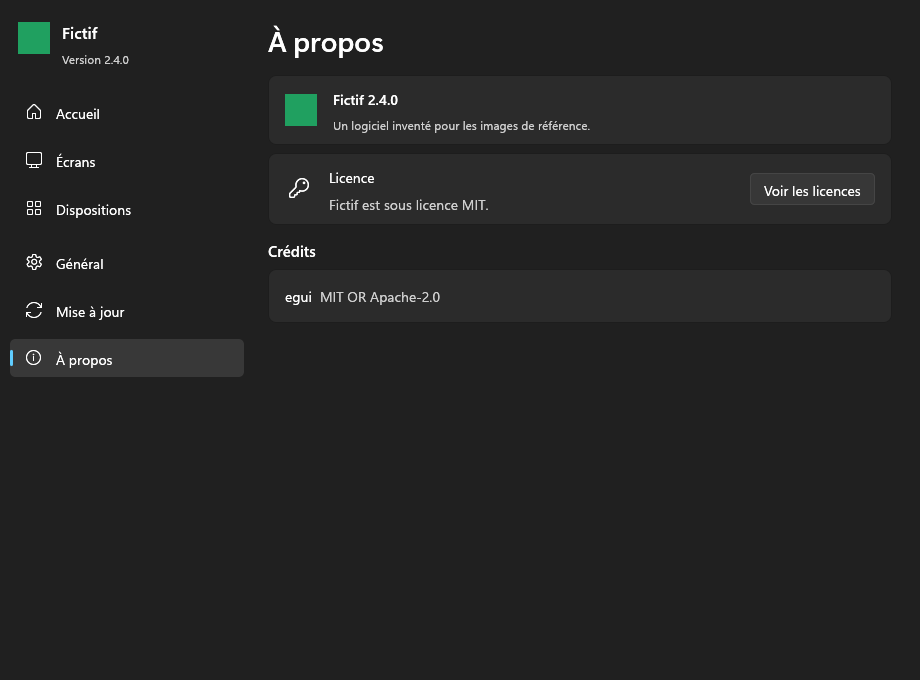 Fictif
Version 2.4.0
Accueil
Écrans
Dispositions
Général
Mise à jour
À propos
À propos
Fictif 2.4.0
Un logiciel inventé pour les images de référence.
Licence
Fictif est sous licence MIT.
Voir les licences
Crédits
egui MIT OR Apache-2.0